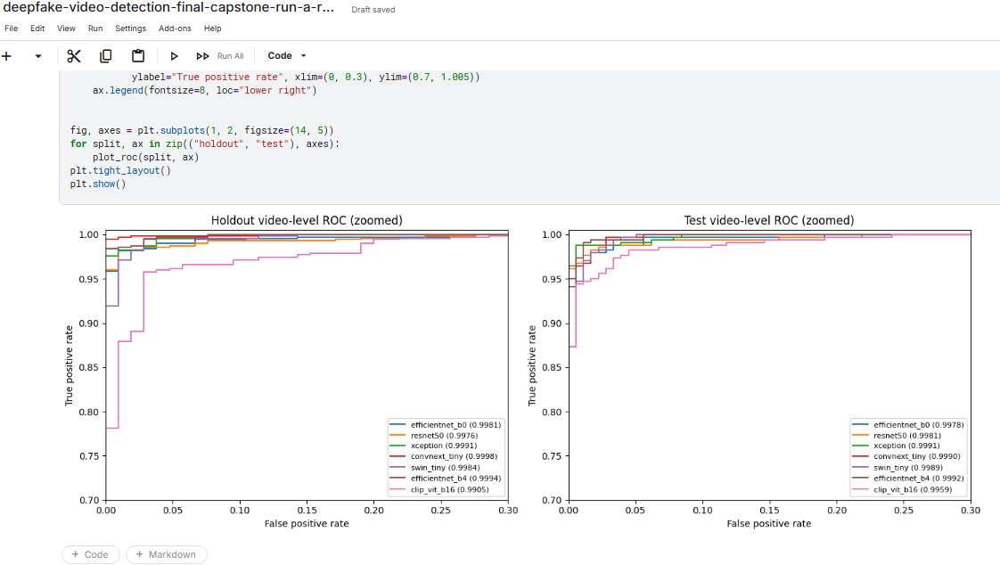 deepfake-video-detection-final-capstone-run-a-r... Draft saved
File Edit View Run Settings Add-ons Help
+ Run All Code
ylabel="True positive rate", xlim=(0, 0.3), ylim=(0.7, 1.005))
ax.legend(fontsize=8, loc="lower right")
fig, axes = plt.subplots(1, 2, figsize=(14, 5))
for split, ax in zip(("holdout", "test"), axes):
plot_roc(split, ax)
plt.tight_layout()
plt.show()
Holdout video-level ROC (zoomed)
1.00
0.95
0.90
0.85
0.80
0.75
0.70
True positive rate
efficientnet_b0 (0.9981)
resnet50 (0.9976)
xception (0.9991)
convnext_tiny (0.9998)
swin_tiny (0.9984)
efficientnet_b4 (0.9994)
clip_vit_b16 (0.9905)
0.00 0.05 0.10 0.15 0.20 0.25 0.30
False positive rate
Test video-level ROC (zoomed)
1.00
0.95
0.90
0.85
0.80
0.75
0.70
True positive rate
efficientnet_b0 (0.9978)
resnet50 (0.9981)
xception (0.9991)
convnext_tiny (0.9990)
swin_tiny (0.9989)
efficientnet_b4 (0.9992)
clip_vit_b16 (0.9959)
0.00 0.05 0.10 0.15 0.20 0.25 0.30
False positive rate
+ Code + Markdown